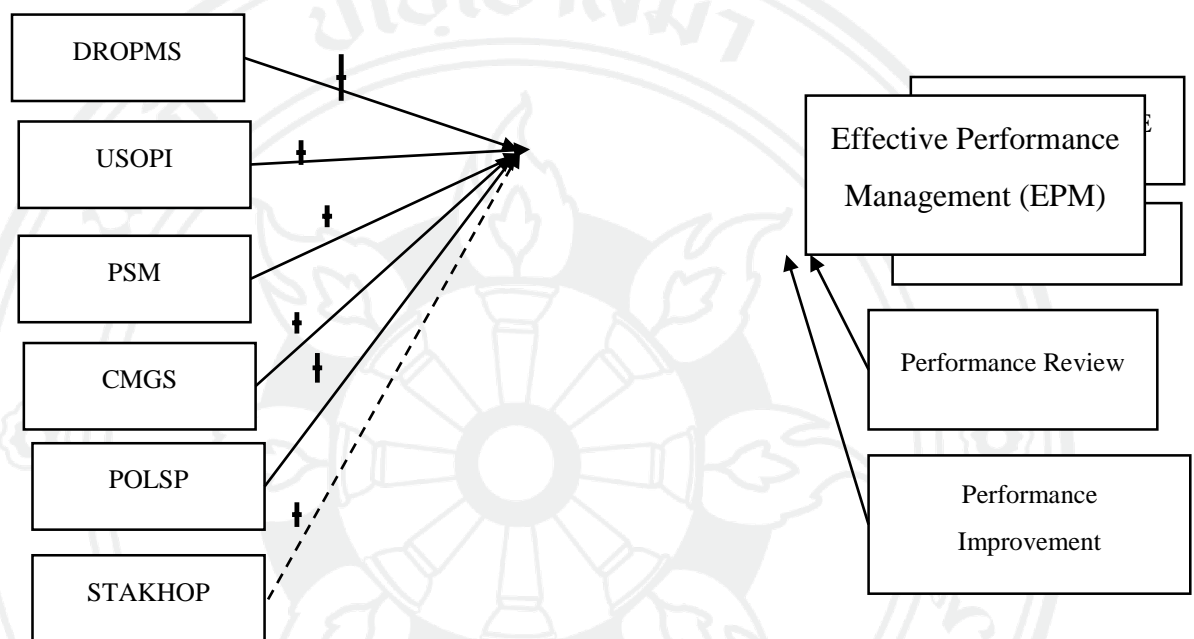 DROPMS
USOPI
PSM
CMGS
POLSP
STAKHOP
Effective Performance
Management (EPM)
Performance Review
Performance
Improvement